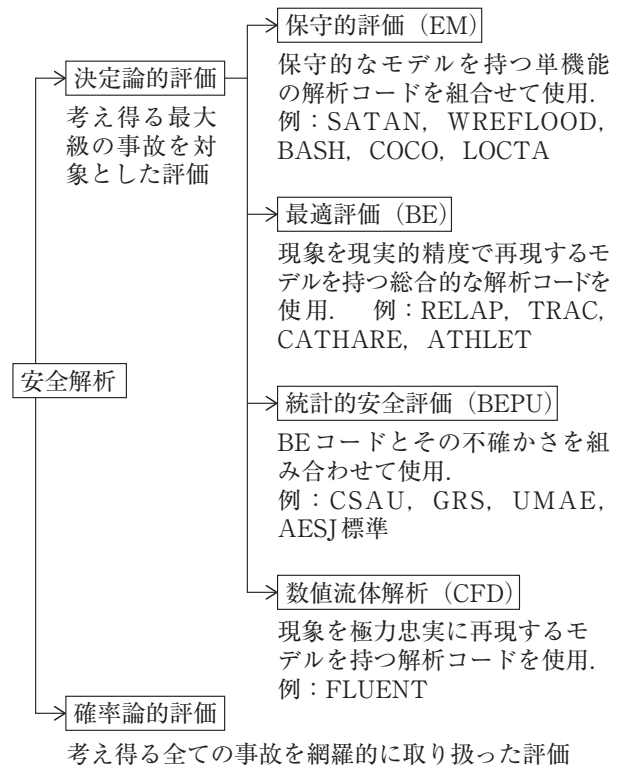 保守的評価（EM）
決定論的評価
保守的なモデルを持つ単機能
の解析コードを組合せて使用.
例：SATAN, WREFLOOD,
BASH, COCO, LOCTA
考え得る最大
級の事故を対
象とした評価
最適評価（BE）
現象を現実的精度で再現するモ
デルを持つ総合的な解析コードを
使用. 例：RELAP, TRAC,
CATHARE, ATHLET
安全解析
統計的安全評価（BEPU）
BEコードとその不確かさを組
み合わせて使用.
例：CSAU, GRS, UMAE,
AESJ標準
数値流体解析（CFD）
現象を極力忠実に再現するモ
デルを持つ解析コードを使用.
例：FLUENT
確率論的評価
考え得る全ての事故を網羅的に取り扱った評価